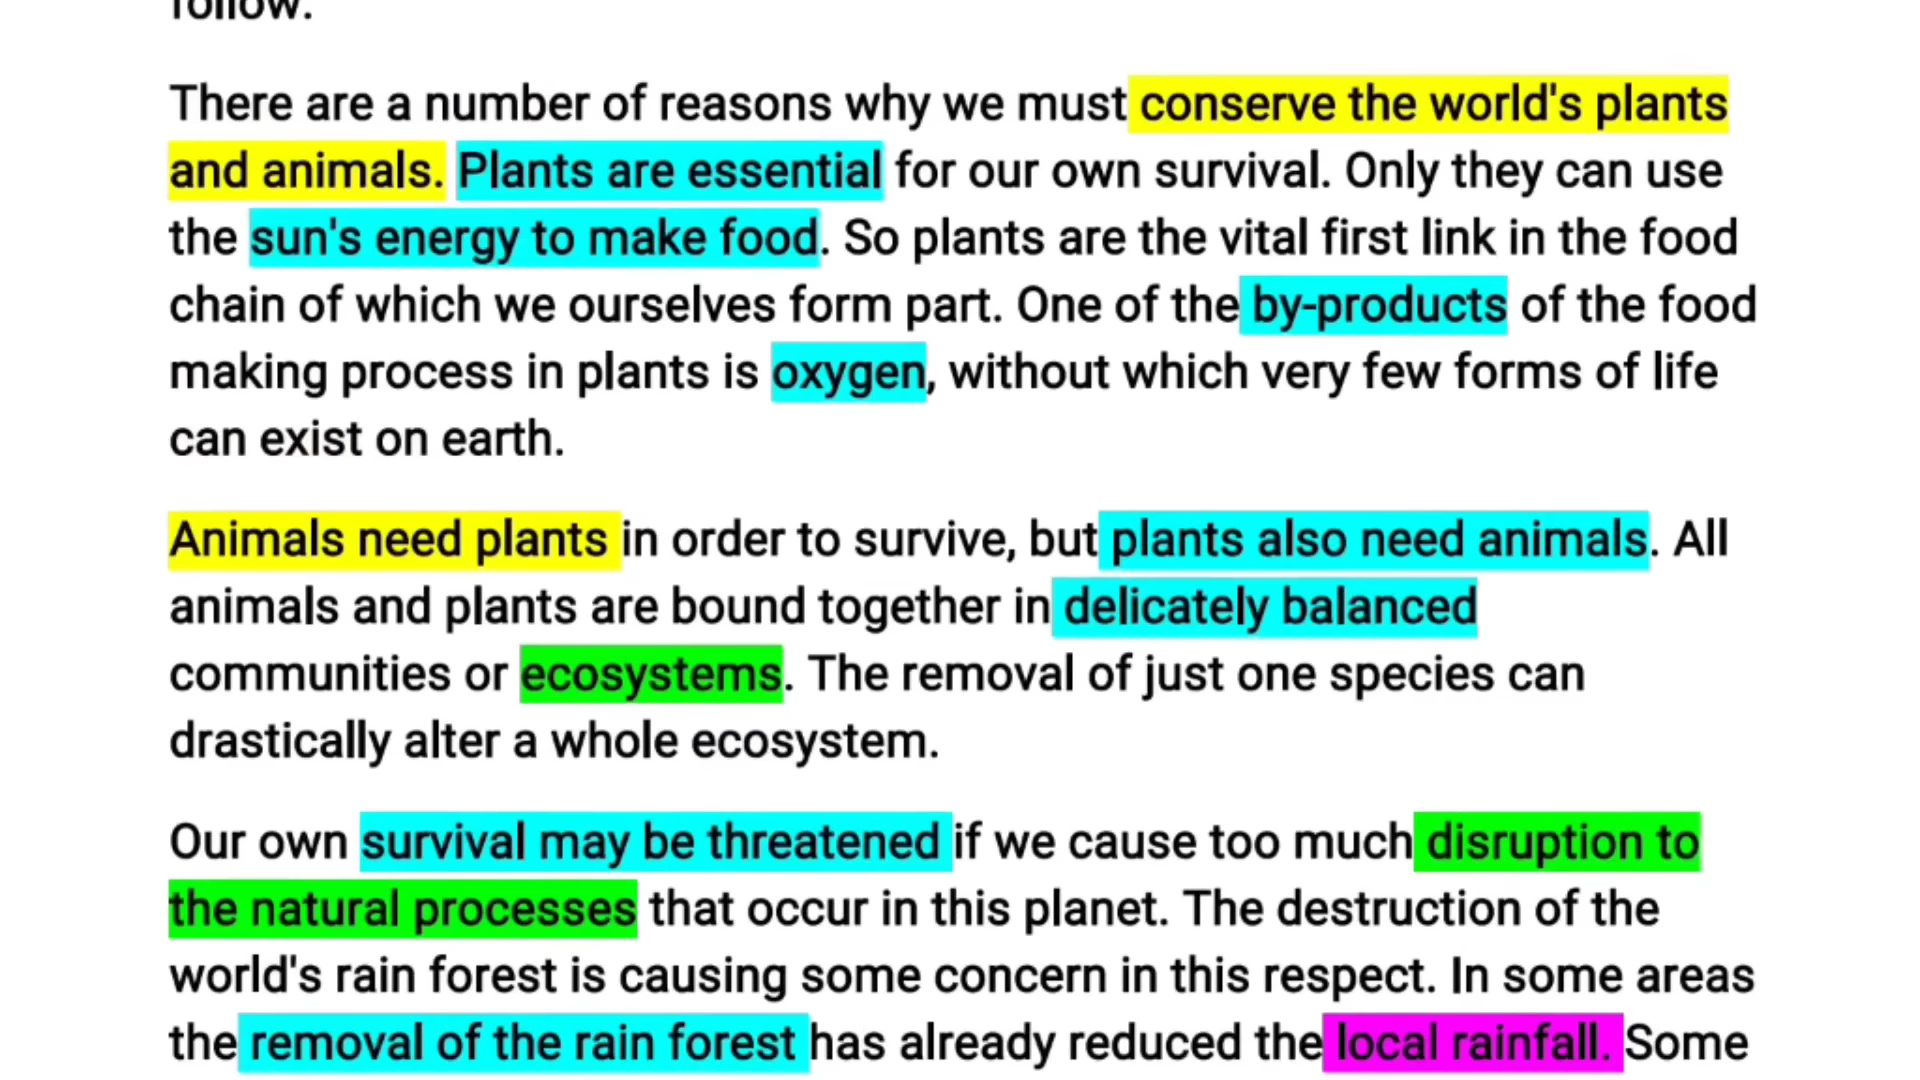 follow.
There are a number of reasons why we must conserve the world's plants
and animals. Plants are essential for our own survival. Only they can use
the sun's energy to make food. So plants are the vital first link in the food
chain of which we ourselves form part. One of the by-products of the food
making process in plants is oxygen, without which very few forms of life
can exist on earth.
Animals need plants in order to survive, but plants also need animals. All
animals and plants are bound together in delicately balanced
communities or ecosystems. The removal of just one species can
drastically alter a whole ecosystem.
Our own survival may be threatened if we cause too much disruption to
the natural processes that occur in this planet. The destruction of the
world's rain forest is causing some concern in this respect. In some areas
the removal of the rain forest has already reduced the local rainfall. Some